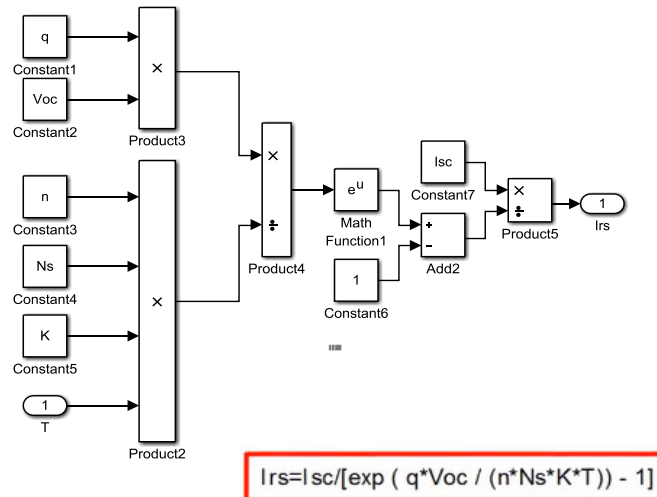 q
Constant1
Voc
Constant2
×
Product3
n
Constant3
Ns
Constant4
K
Constant5
1
T
×
Product2
×
÷
Product4
eu
Math
Function1
1
Constant6
+
−
Add2
Isc
Constant7
×
÷
Product5
1
Irs
Irs=Isc/[exp ( q*Voc / (n*Ns*K*T)) - 1]